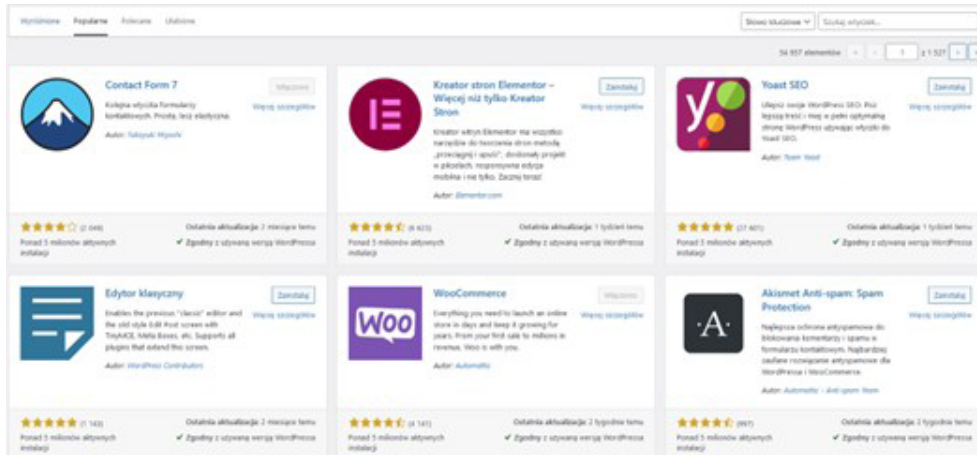 Wyróżnione Popularne Polecane Ulubione
Słowo kluczowe Szukaj wtyczek...
54 937 elementów 1 z 1 527
Contact Form 7
Włączono
Kolejna wtyczka formularzy
kontaktowych. Prosta, lecz elastyczna.
Więcej szczegółów
Autor: Takayuki Miyoshi
(2 049)
Ostatnia aktualizacja: 2 miesiące temu
Ponad 5 milionów aktywnych
instalacji
Zgodny z używaną wersją WordPressa
Kreator stron Elementor –
Więcej niż tylko Kreator
Stron
Zainstaluj
Więcej szczegółów
Kreator witryn Elementor ma wszystko:
narzędzie do tworzenia stron metodą
„przeciągnij i upuść”, doskonały projekt
w pikselach, responsywna edycja
mobilna i nie tylko. Zacznij teraz!
Autor: Elementor.com
Ostatnia aktualizacja: 1 tydzień temu
Ponad 5 milionów aktywnych
instalacji
Zgodny z używaną wersją WordPressa
y
Yoast SEO
Zainstaluj
Więcej szczegółów
Ulepsz swoje WordPress SEO: Pisz
lepszą treść i miej w pełni optymalną
stronę WordPress używając wtyczki do
Yoast SEO.
Autor: Team Yoast
Ostatnia aktualizacja: 1 tydzień temu
Ponad 5 milionów aktywnych
instalacji
Zgodny z używaną wersją WordPressa
Edytor klasyczny
Zainstaluj
Więcej szczegółów
Enables the previous "classic" editor and
the old style Edit Post screen with
TinyMCE, Meta Boxes, etc. Supports all
plugins that extend this screen.
Autor: WordPress Contributors
Ostatnia aktualizacja: 2 miesiące temu
Ponad 5 milionów aktywnych
instalacji
Zgodny z używaną wersją WordPressa
WOO
WooCommerce
Włączono
Więcej szczegółów
Everything you need to launch an online
store in days and keep it growing for
years. From your first sale to millions in
revenue, Woo is with you.
Autor: Automattic
Ostatnia aktualizacja: 2 tygodnie temu
Ponad 5 milionów aktywnych
instalacji
Zgodny z używaną wersją WordPressa
A
Akismet Anti-spam: Spam
Protection
Zainstaluj
Więcej szczegółów
Najlepsza ochrona antyspamowa do
blokowania komentarzy i spamu w
formularzu kontaktowym. Najbardziej
zaufane rozwiązanie antyspamowe dla
WordPressa i WooCommerce.
Autor: Automattic - Anti-spam Team
(997)
Ostatnia aktualizacja: 2 tygodnie temu
Ponad 5 milionów aktywnych
instalacji
Zgodny z używaną wersją WordPressa